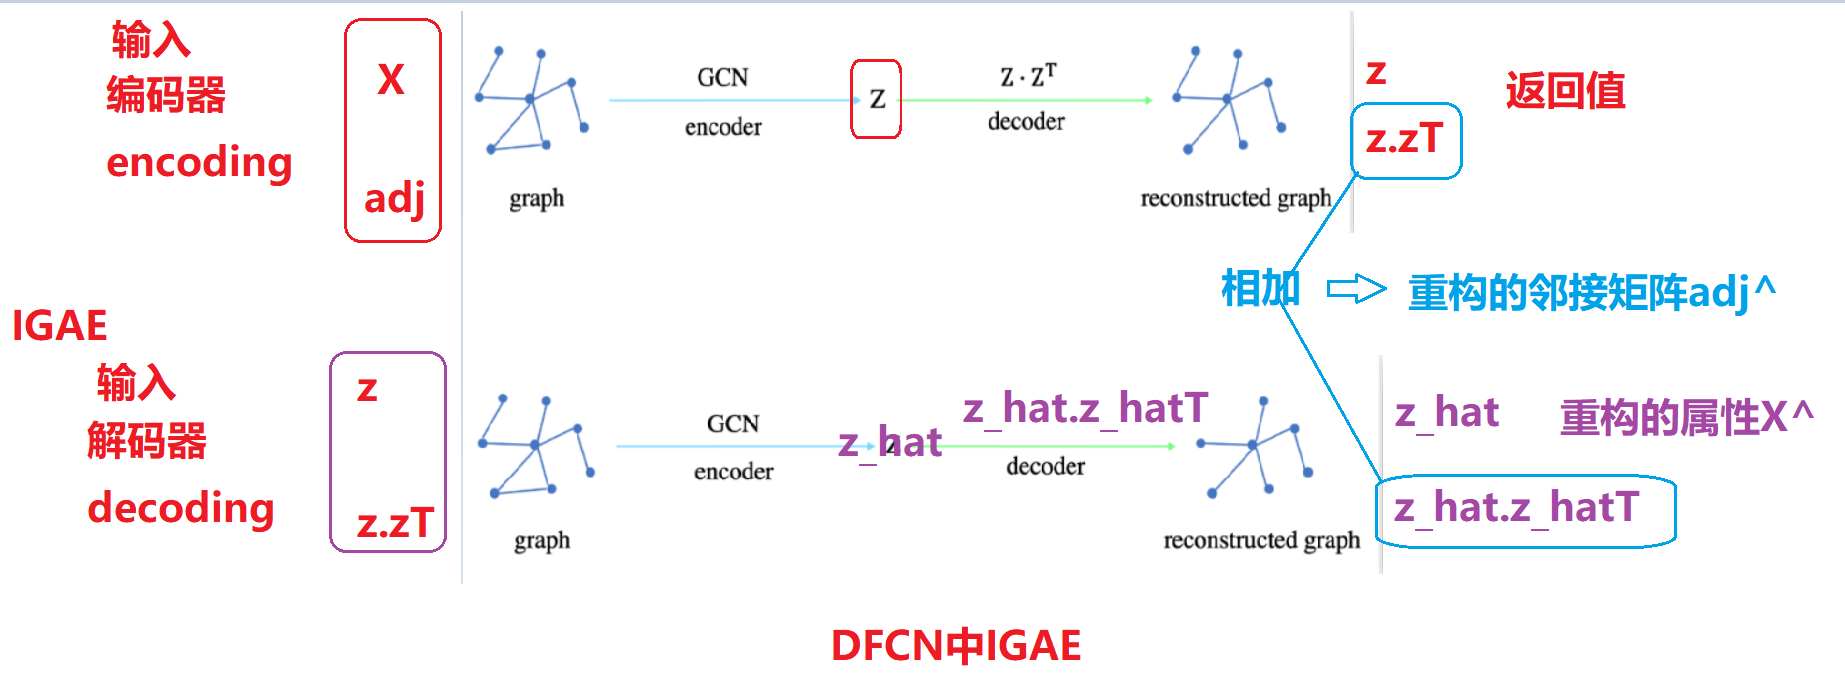 输入
编码器
encoding
X
adj
graph
GCN
encoder
Z
Z · Z^T
decoder
reconstructed graph
z
z.zT
返回值
相加
重构的邻接矩阵adj^
IGAE
输入
解码器
decoding
z
z.zT
graph
GCN
encoder
z_hat
z_hat.z_hatT
decoder
reconstructed graph
z_hat
重构的属性X^
z_hat.z_hatT
DFCN中IGAE